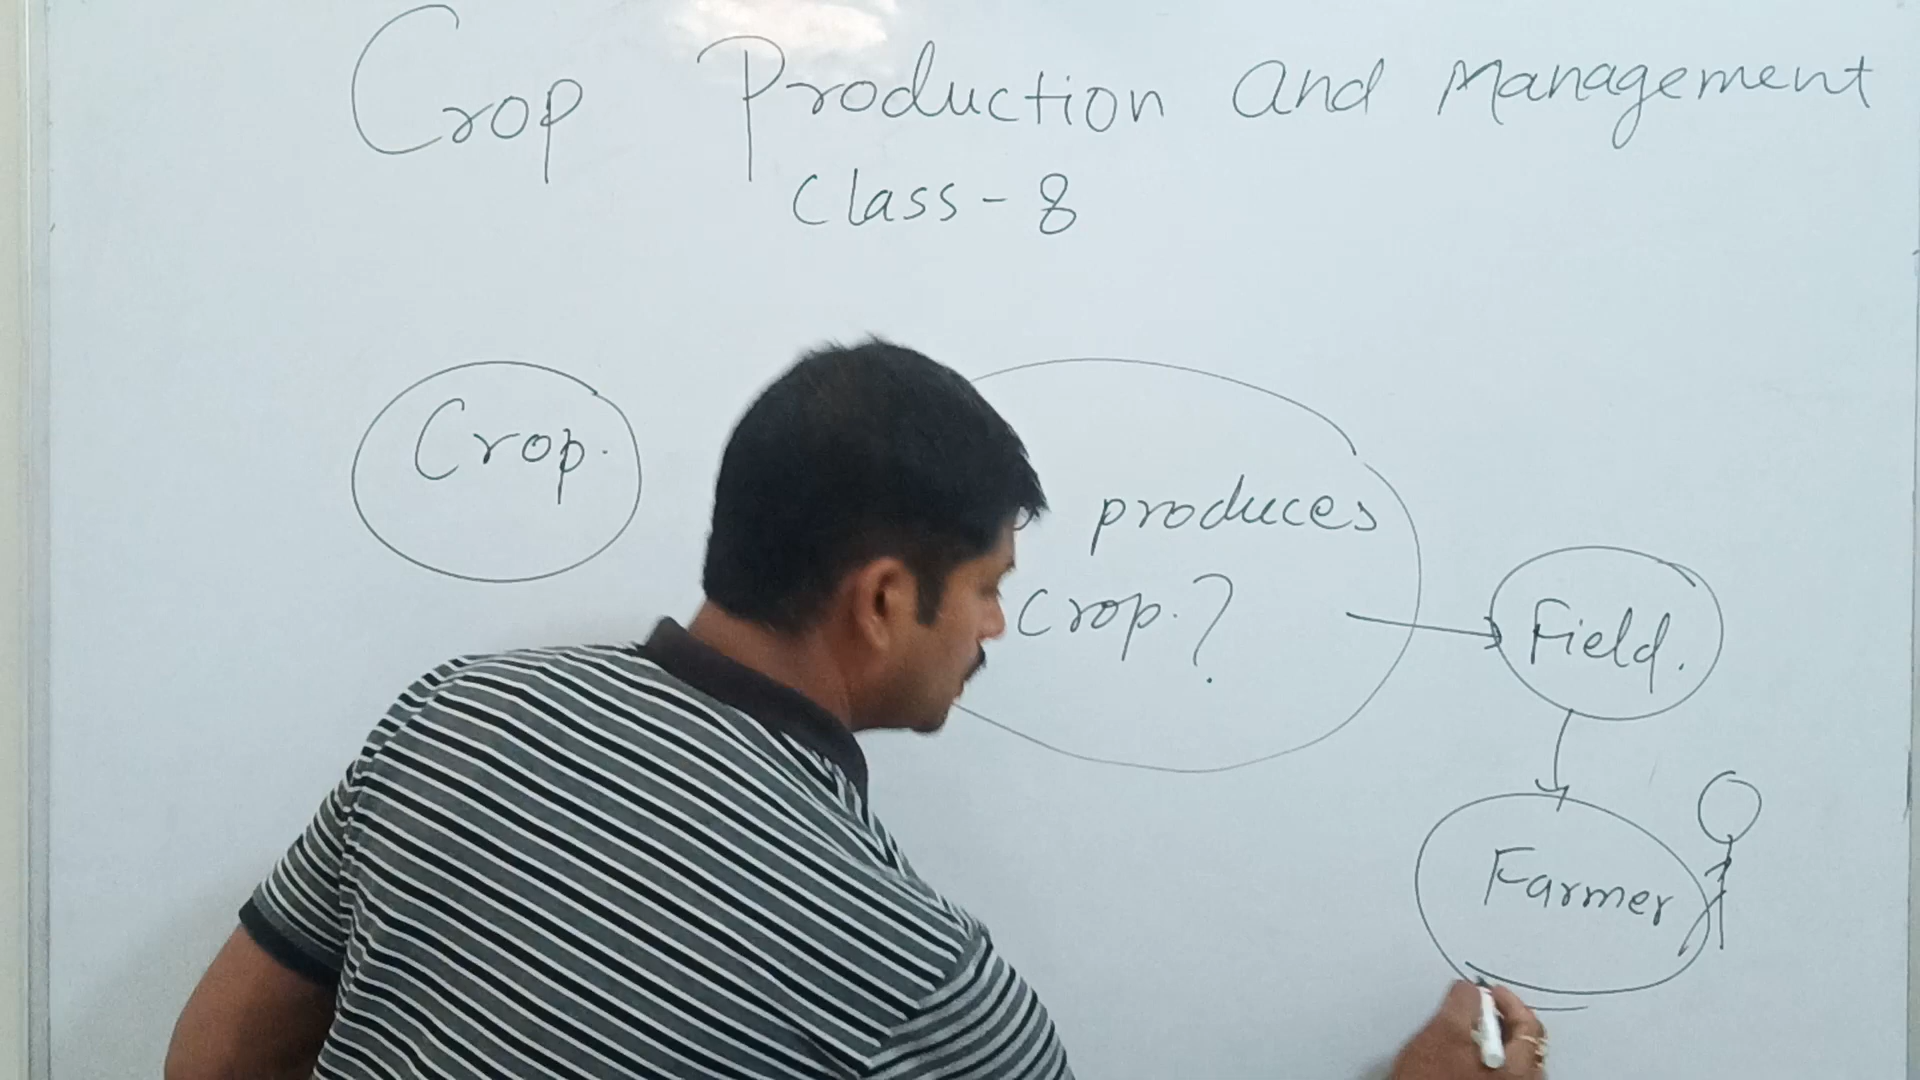 Crop Production and Management
Class - 8
Crop.
produces
Crop.?
Field.
Farmer